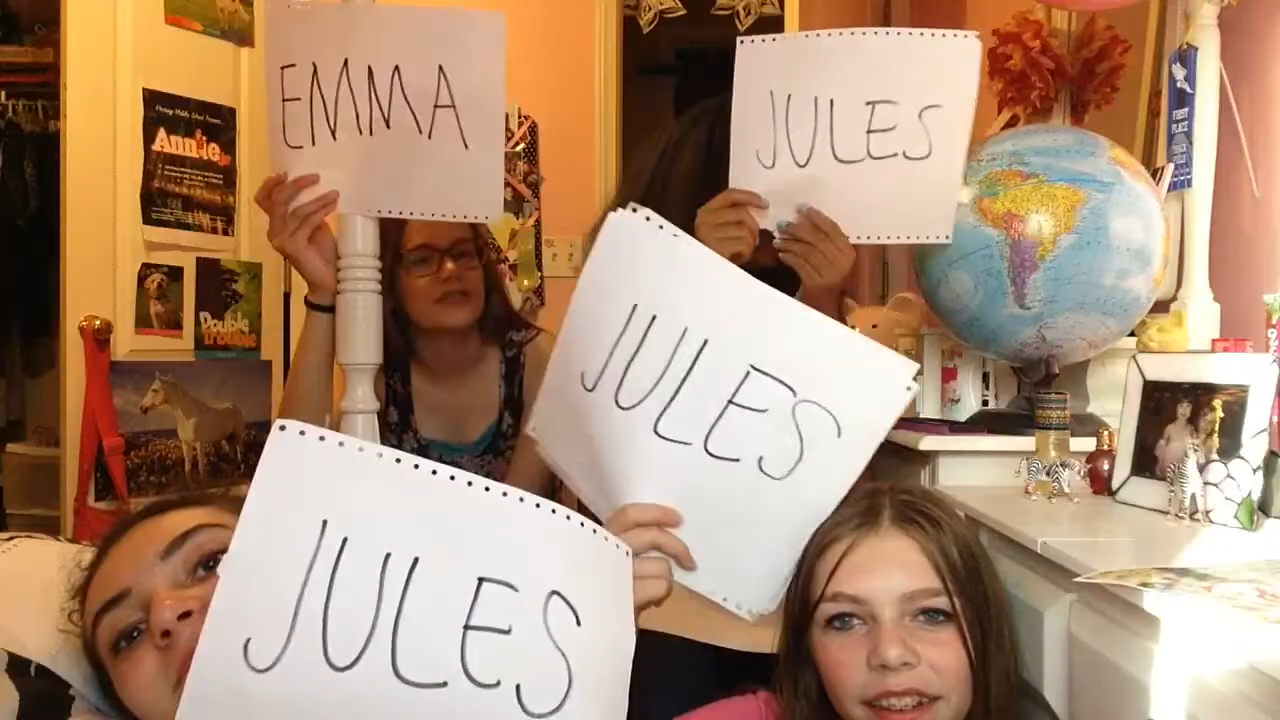 EMMA
JULES
JULES
JULES
Annie
Double
Trouble
FIRST
PLACE